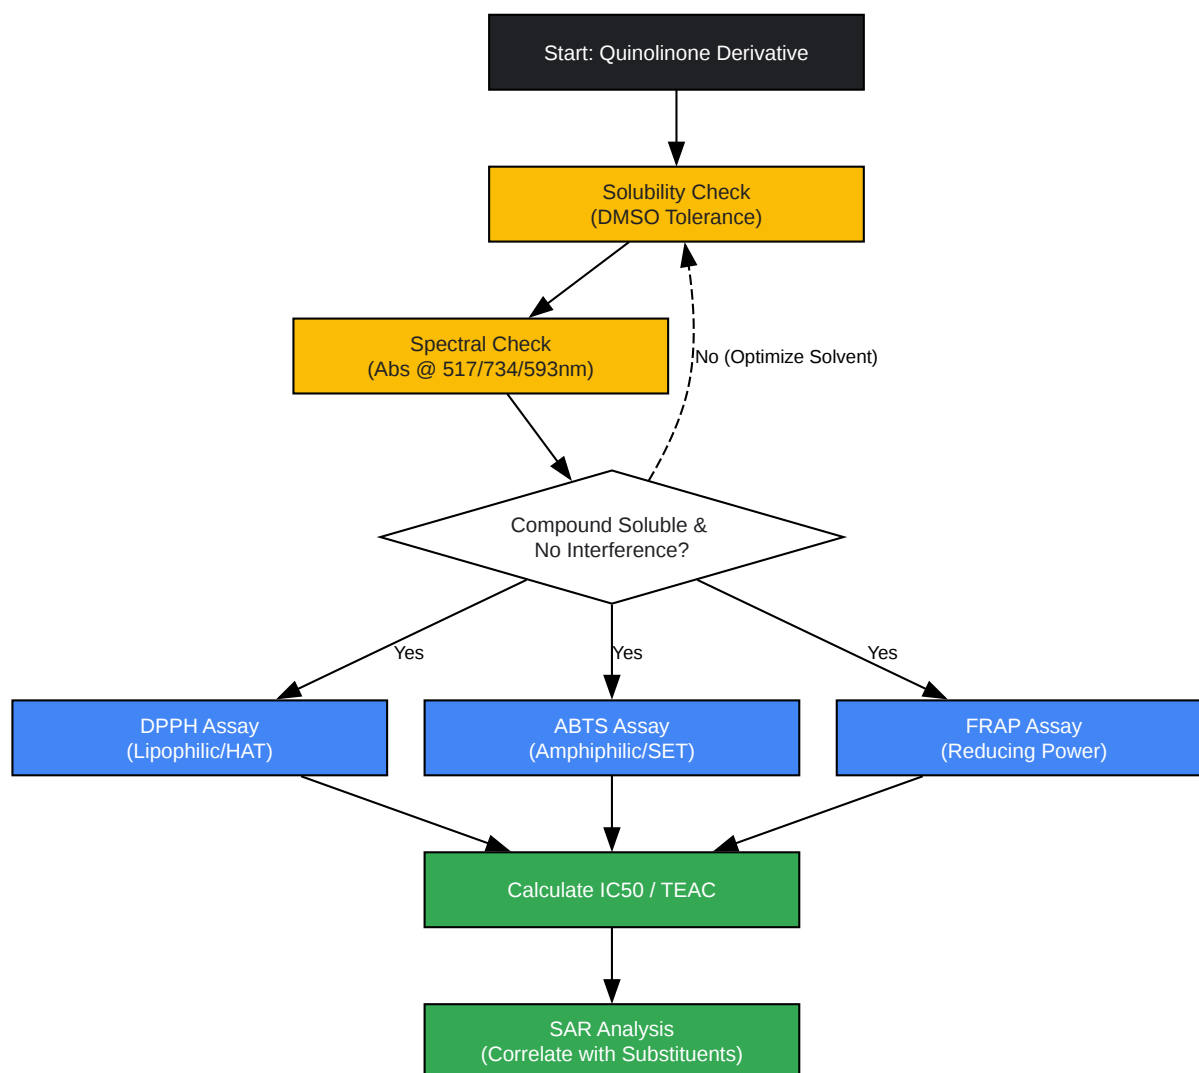 Start: Quinolinone Derivative
Solubility Check
(DMSO Tolerance)
Spectral Check
(Abs @ 517/734/593nm)
No (Optimize Solvent)
Compound Soluble &
No Interference?
Yes
Yes
Yes
DPPH Assay
(Lipophilic/HAT)
ABTS Assay
(Amphiphilic/SET)
FRAP Assay
(Reducing Power)
Calculate IC50 / TEAC
SAR Analysis
(Correlate with Substituents)